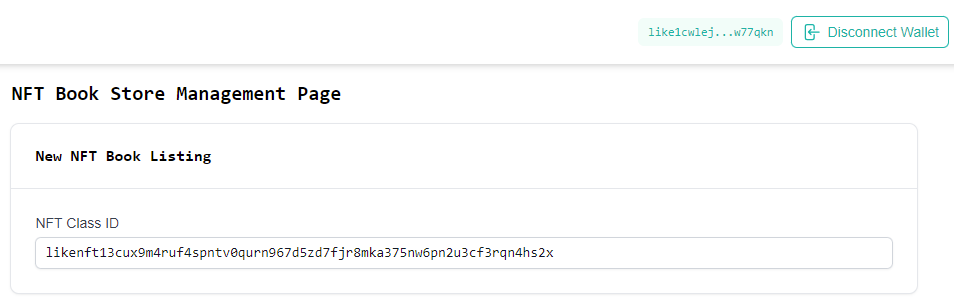 like1cwlej...w77qkn
Disconnect Wallet
NFT Book Store Management Page
New NFT Book Listing
NFT Class ID
likenft13cux9m4ruf4spntv0qurn967d5zd7fjr8mka375nw6pn2u3cf3rqn4hs2x